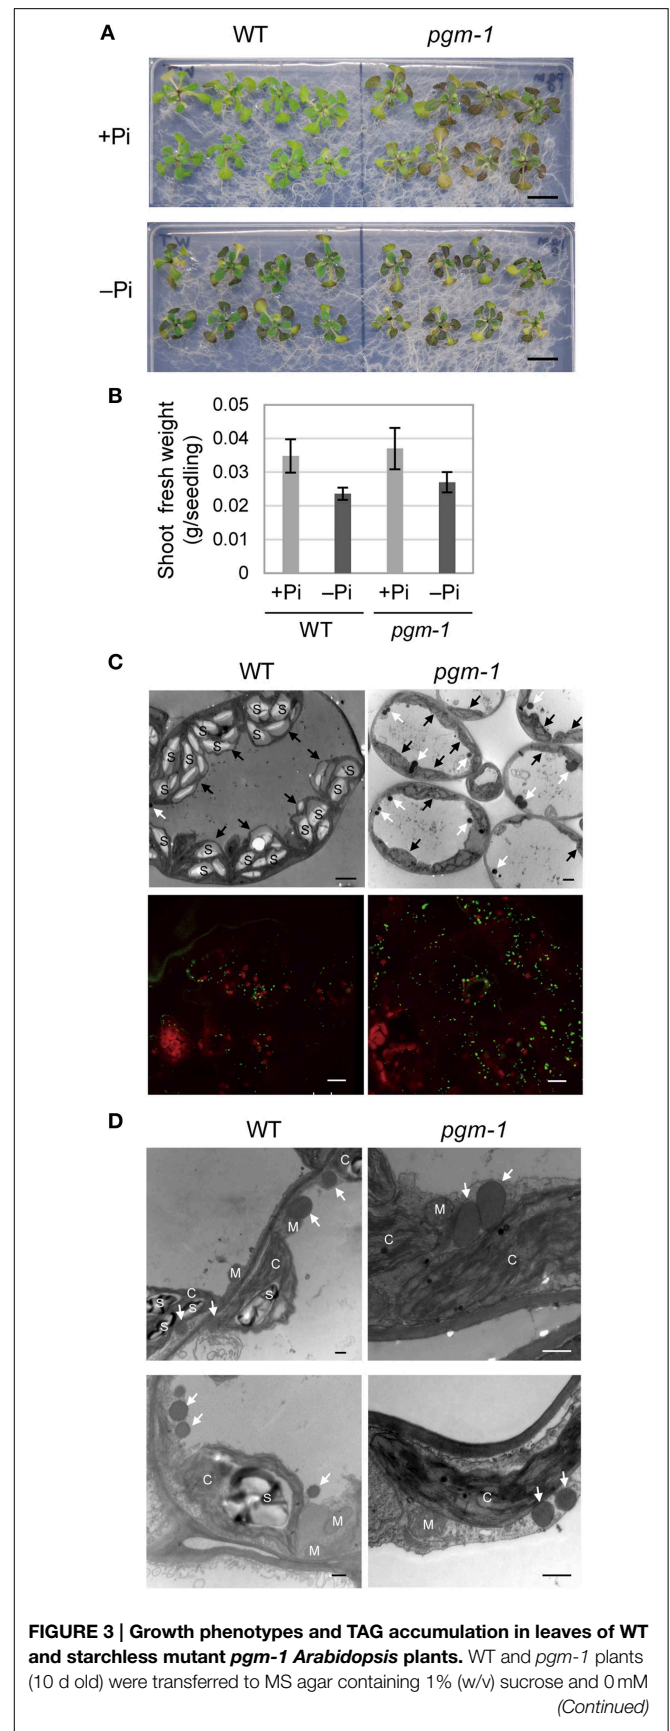 A
WT
pgm-1
+Pi
–Pi
B
Shoot fresh weight
(g/seedling)
0.05
0.04
0.03
0.02
0.01
0
+Pi –Pi +Pi –Pi
WT pgm-1
C
WT pgm-1
S S
S S
S S
S S
S S
S S
S S
S S S S
D
WT pgm-1
C
M
M C
C
S S S
S
M
C
C
C S
M
M
C
M
FIGURE 3 | Growth phenotypes and TAG accumulation in leaves of WT
and starchless mutant pgm-1 Arabidopsis plants. WT and pgm-1 plants
(10 d old) were transferred to MS agar containing 1% (w/v) sucrose and 0 mM
(Continued)